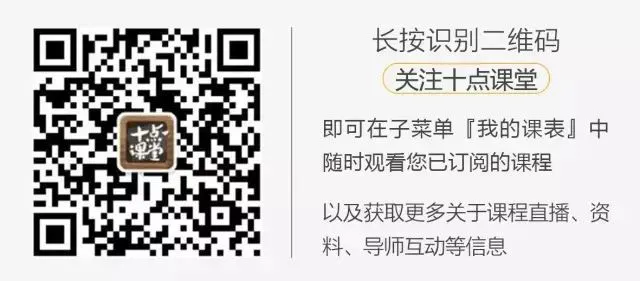 十点
课堂
长按识别二维码
关注十点课堂
即可在子菜单『我的课表』中
随时观看您已订阅的课程
以及获取更多关于课程直播、资
料、导师互动等信息